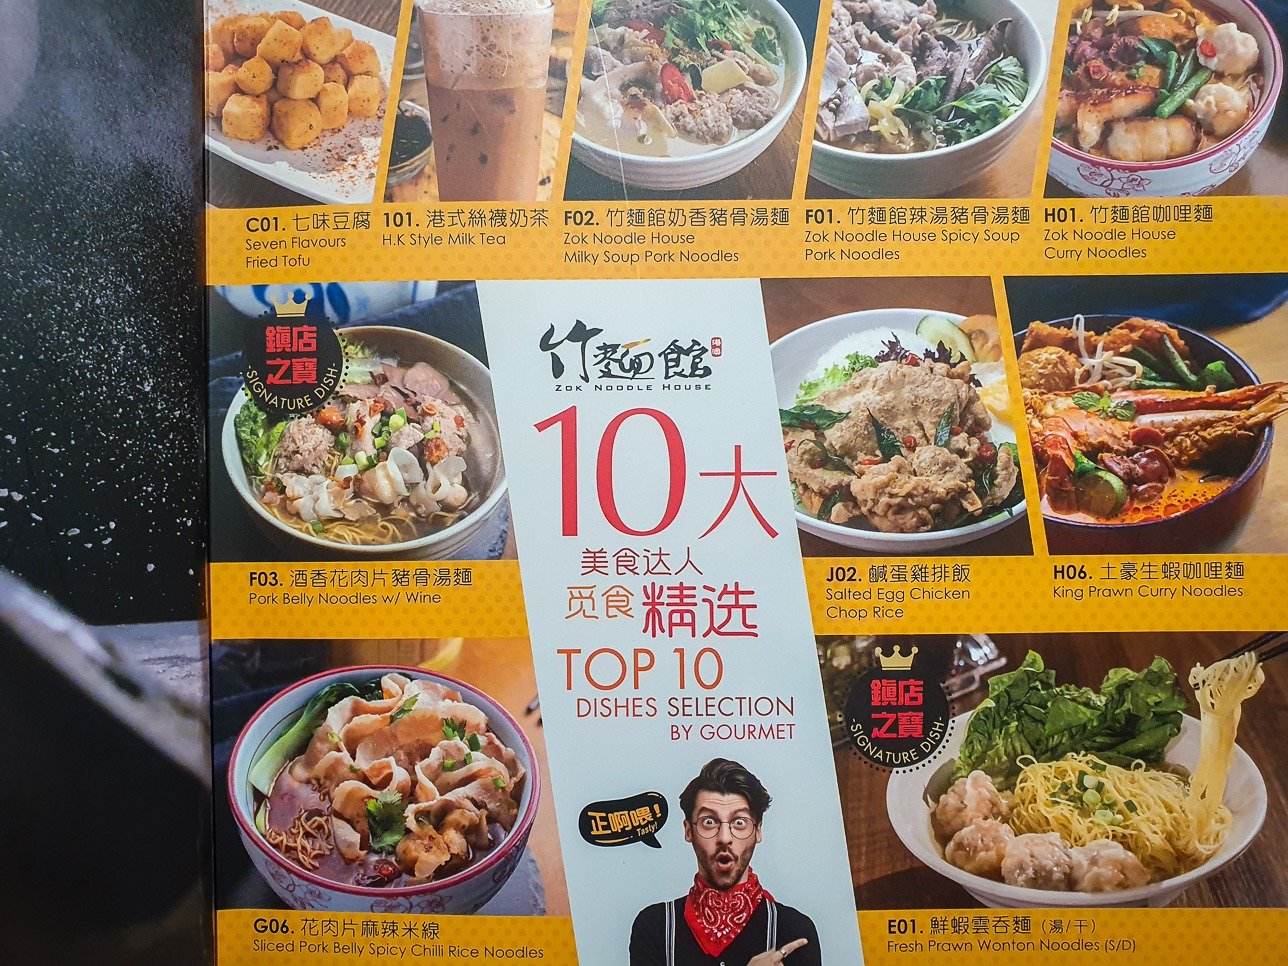 C01. 七味豆腐
Seven Flavours
Fried Tofu
101. 港式絲襪奶茶
H.K Style Milk Tea
F02. 竹麵館奶香豬骨湯麵
Zok Noodle House
Milky Soup Pork Noodles
F01. 竹麵館辣湯豬骨湯麵
Zok Noodle House Spicy Soup
Pork Noodles
H01. 竹麵館咖哩麵
Zok Noodle House
Curry Noodles
鎮店
之寶
-SIGNATURE DISH-
F03. 酒香花肉片豬骨湯麵
Pork Belly Noodles w/ Wine
竹麵館
ZOK NOODLE HOUSE
10大
美食达人
觅食精选
TOP 10
DISHES SELECTION
BY GOURMET
正啊喂！
Tasty!
J02. 鹹蛋雞排飯
Salted Egg Chicken
Chop Rice
H06. 土豪生蝦咖哩麵
King Prawn Curry Noodles
G06. 花肉片麻辣米線
Sliced Pork Belly Spicy Chilli Rice Noodles
鎮店
之寶
-SIGNATURE DISH-
E01. 鮮蝦雲吞麵（湯/干）
Fresh Prawn Wonton Noodles (S/D)